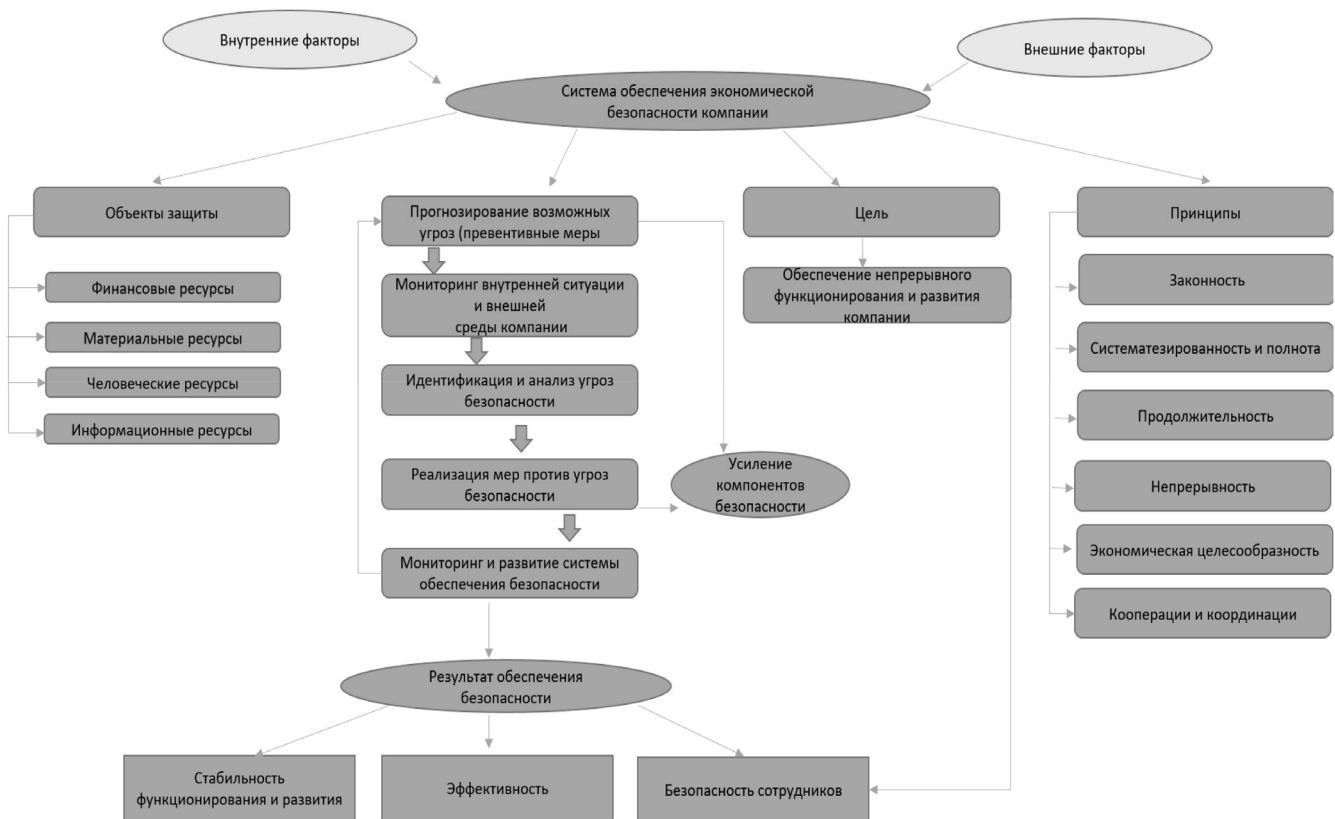 Внутренние факторы
Внешние факторы
Система обеспечения экономической
безопасности компании
Объекты защиты
Финансовые ресурсы
Материальные ресурсы
Человеческие ресурсы
Информационные ресурсы
Прогнозирование возможных
угроз (превентивные меры
Мониторинг внутренней ситуации
и внешней
среды компании
Идентификация и анализ угроз
безопасности
Реализация мер против угроз
безопасности
Мониторинг и развитие системы
обеспечения безопасности
Усиление
компонентов
безопасности
Цель
Обеспечение непрерывного
функционирования и развития
компании
Принципы
Законность
Систематезированность и полнота
Продолжительность
Непрерывность
Экономическая целесообразность
Кооперации и координации
Результат обеспечения
безопасности
Стабильность
функционирования и развития
Эффективность
Безопасность сотрудников